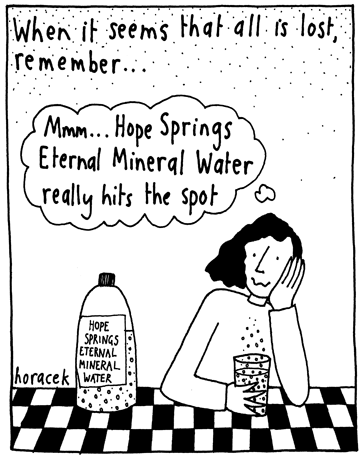 When it seems that all is lost,
remember...
Mmm... Hope Springs
Eternal Mineral Water
really hits the spot
HOPE
SPRINGS
ETERNAL
MINERAL
WATER
horacek